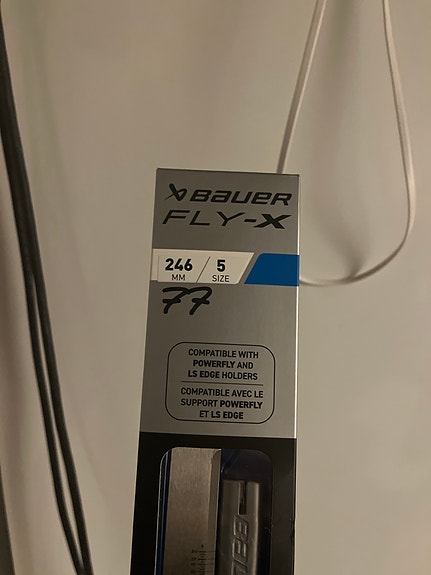 BAUER
FLY-X
246 MM / 5 SIZE
77
COMPATIBLE WITH
POWERFLY AND
LS EDGE HOLDERS
COMPATIBLE AVEC LE
SUPPORT POWERFLY
ET LS EDGE